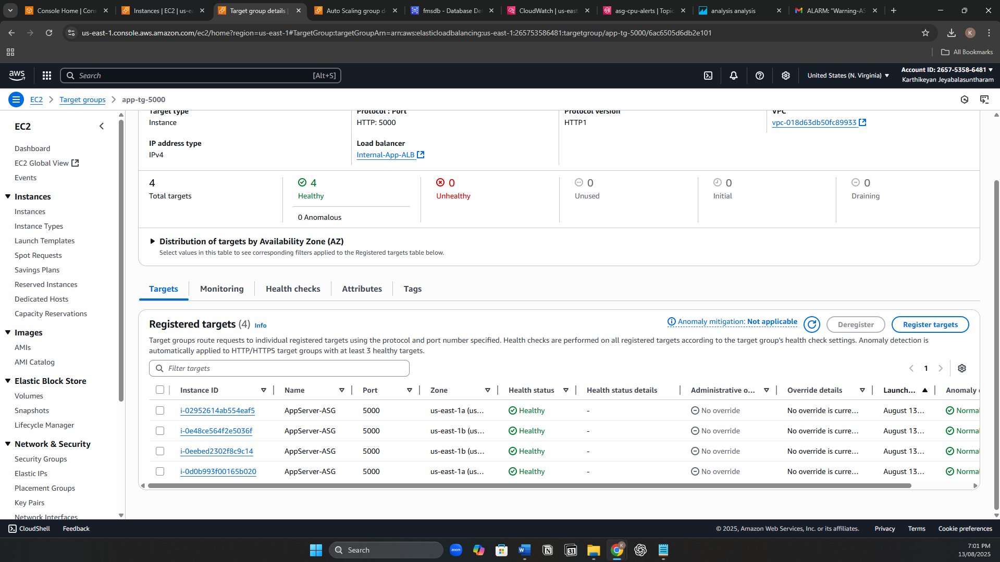 Console Home | Cons
Instances | EC2 | us-ea
Target group details |
Auto Scaling group d
fmsdb - Database De
CloudWatch | us-east
asg-cpu-alerts | Topic
analysis analysis
ALARM: "Warning-AS
us-east-1.console.aws.amazon.com/ec2/home?region=us-east-1#TargetGroup:targetGroupArn=arn:aws:elasticloadbalancing:us-east-1:265753586481:targetgroup/app-tg-5000/6ac6505d6db2e101
K
All Bookmarks
aws
Search
[Alt+S]
United States (N. Virginia)
Account ID: 2657-5358-6481
Karthikeyan Jeyabalasuntharam
EC2
Target groups
app-tg-5000
EC2
Dashboard
EC2 Global View
Events
Instances
Instances
Instance Types
Launch Templates
Spot Requests
Savings Plans
Reserved Instances
Dedicated Hosts
Capacity Reservations
Images
AMIs
AMI Catalog
Elastic Block Store
Volumes
Snapshots
Lifecycle Manager
Network & Security
Security Groups
Elastic IPs
Placement Groups
Key Pairs
Network Interfaces
Target type
Instance
Protocol : Port
HTTP: 5000
Protocol version
HTTP1
VPC
vpc-018d63db50fc89933
IP address type
IPv4
Load balancer
Internal-App-ALB
4
Total targets
4
Healthy
0 Anomalous
0
Unhealthy
0
Unused
0
Initial
0
Draining
Distribution of targets by Availability Zone (AZ)
Select values in this table to see corresponding filters applied to the Registered targets table below.
Targets
Monitoring
Health checks
Attributes
Tags
Registered targets (4) Info
Anomaly mitigation: Not applicable
Deregister
Register targets
Target groups route requests to individual registered targets using the protocol and port number specified. Health checks are performed on all registered targets according to the target group's health check settings. Anomaly detection is
automatically applied to HTTP/HTTPS target groups with at least 3 healthy targets.
Filter targets
1
Instance ID Name Port Zone Health status Health status details Administrative o... Override details Launch... Anomaly
i-02952614ab554eaf5 AppServer-ASG 5000 us-east-1a (us... Healthy - No override No override is curre... August 13... Normal
i-0e48ce564f2e5036f AppServer-ASG 5000 us-east-1b (us... Healthy - No override No override is curre... August 13... Normal
i-0eebed2302f8c9c14 AppServer-ASG 5000 us-east-1b (us... Healthy - No override No override is curre... August 13... Normal
i-0d0b993f00165b020 AppServer-ASG 5000 us-east-1a (us... Healthy - No override No override is curre... August 13... Normal
CloudShell
Feedback
© 2025, Amazon Web Services, Inc. or its affiliates.
Privacy
Terms
Cookie preferences
Search
zoom
31
K
7:01 PM
13/08/2025